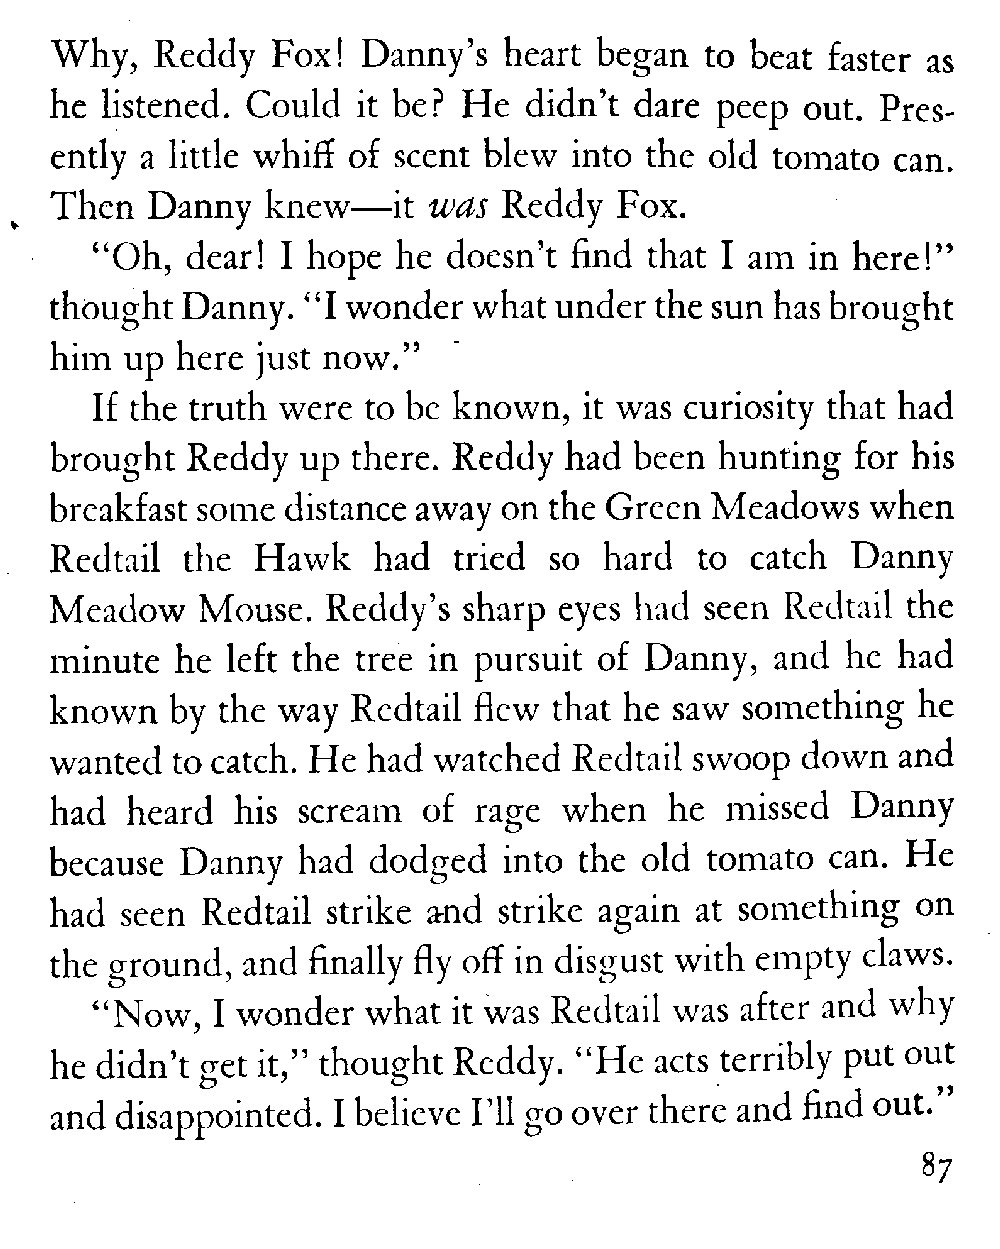 Why, Reddy Fox! Danny's heart began to beat faster as
he listened. Could it be? He didn't dare peep out. Pres-
ently a little whiff of scent blew into the old tomato can.
Then Danny knew—it was Reddy Fox.
"Oh, dear! I hope he doesn't find that I am in here!"
thought Danny. "I wonder what under the sun has brought
him up here just now."
If the truth were to be known, it was curiosity that had
brought Reddy up there. Reddy had been hunting for his
breakfast some distance away on the Green Meadows when
Redtail the Hawk had tried so hard to catch Danny
Meadow Mouse. Reddy's sharp eyes had seen Redtail the
minute he left the tree in pursuit of Danny, and he had
known by the way Redtail flew that he saw something he
wanted to catch. He had watched Redtail swoop down and
had heard his scream of rage when he missed Danny
because Danny had dodged into the old tomato can. He
had seen Redtail strike and strike again at something on
the ground, and finally fly off in disgust with empty claws.
"Now, I wonder what it was Redtail was after and why
he didn't get it," thought Reddy. "He acts terribly put out
and disappointed. I believe I'll go over there and find out."
87